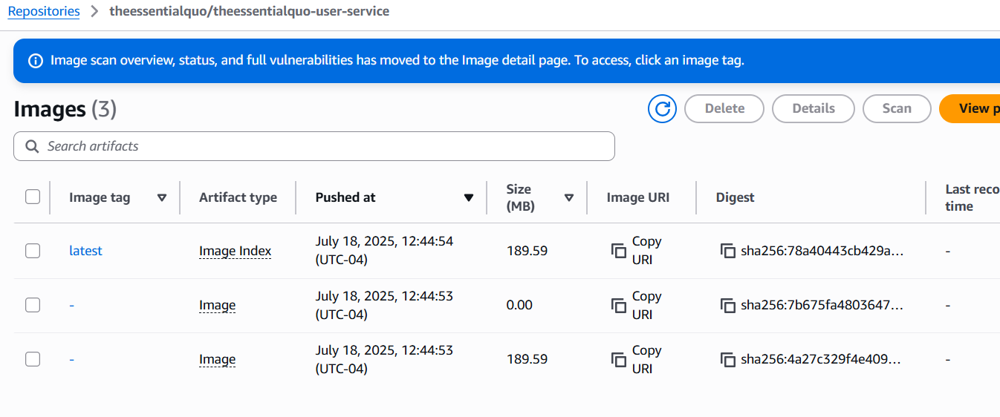 Repositories > theessentialquo/theessentialquo-user-service
Image scan overview, status, and full vulnerabilities has moved to the Image detail page. To access, click an image tag.
Images (3)
Delete
Details
Scan
View p
Search artifacts
Image tag
Artifact type
Pushed at
Size
(MB)
Image URI
Digest
Last reco
time
latest
Image Index
July 18, 2025, 12:44:54
(UTC-04)
189.59
Copy
URI
sha256:78a40443cb429a...
-
-
Image
July 18, 2025, 12:44:53
(UTC-04)
0.00
Copy
URI
sha256:7b675fa4803647...
-
-
Image
July 18, 2025, 12:44:53
(UTC-04)
189.59
Copy
URI
sha256:4a27c329f4e409...
-